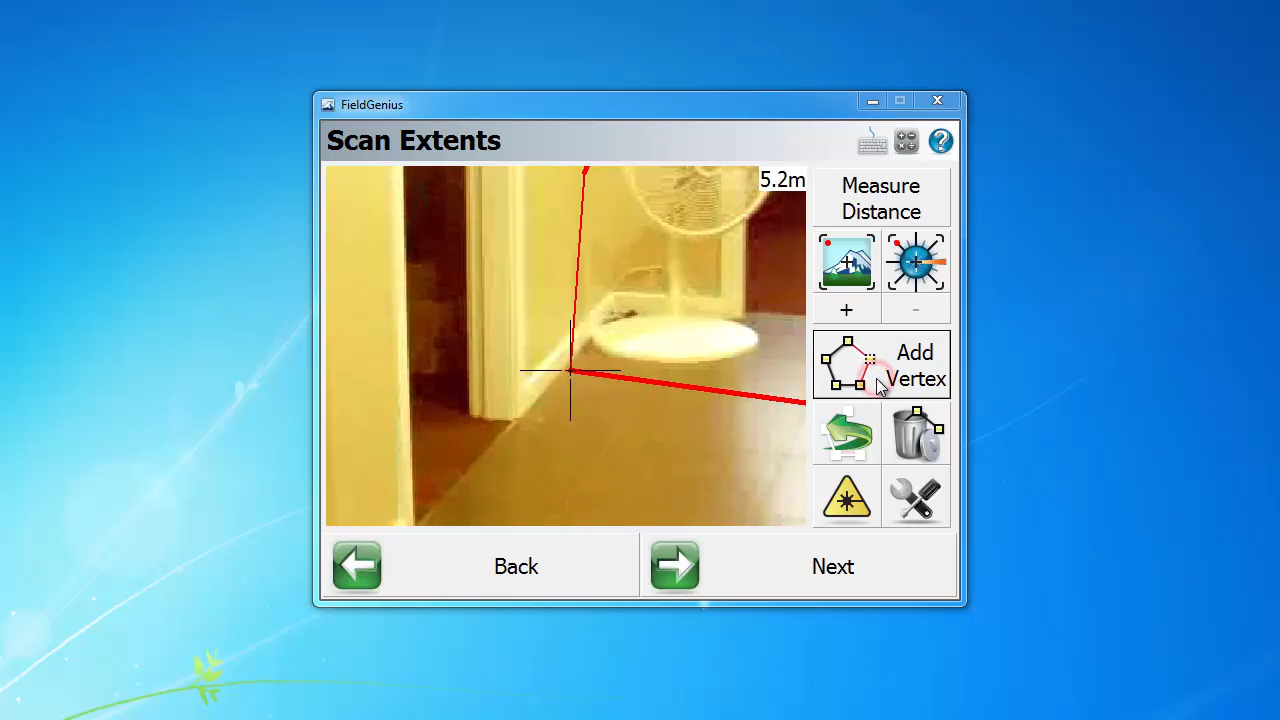 FieldGenius
Scan Extents
5.2m
Measure
Distance
+
-
Add
Vertex
Back
Next